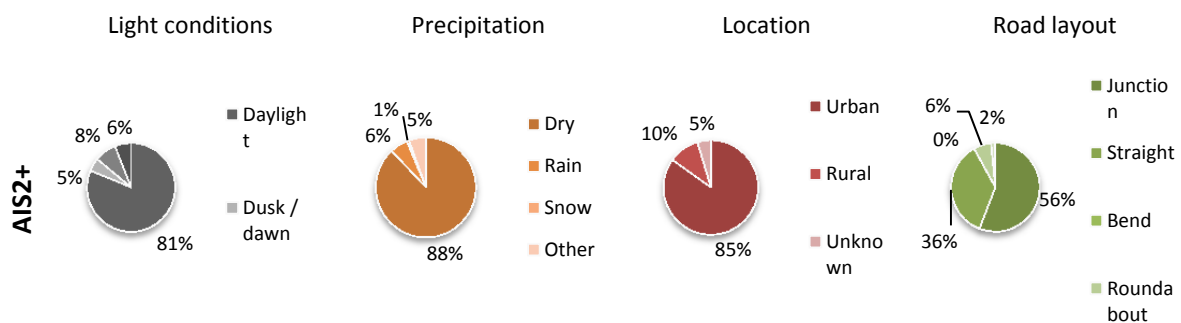 Light conditions
Precipitation
Location
Road layout
AIS2+
81%
5%
8%
6%
Dayligh
t
Dusk /
dawn
88%
6%
1%
5%
Dry
Rain
Snow
Other
85%
10%
5%
Urban
Rural
Unkno
wn
56%
36%
0%
6%
2%
Junctio
n
Straight
Bend
Rounda
bout